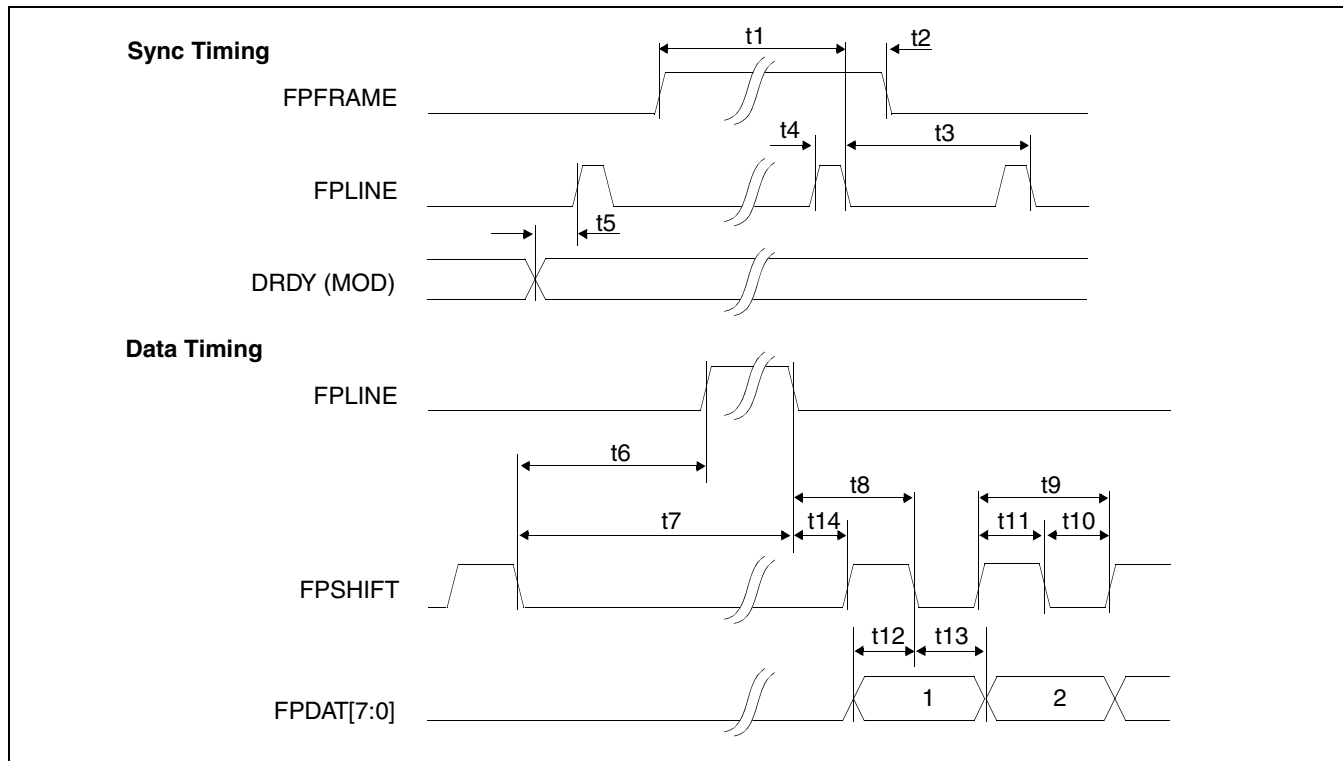 Sync Timing
t1
t2
FPFRAME
t4
t3
FPLINE
t5
DRDY (MOD)
Data Timing
FPLINE
t6
t8
t9
t7
t14
t11
t10
FPSHIFT
t12
t13
FPDAT[7:0]
1
2